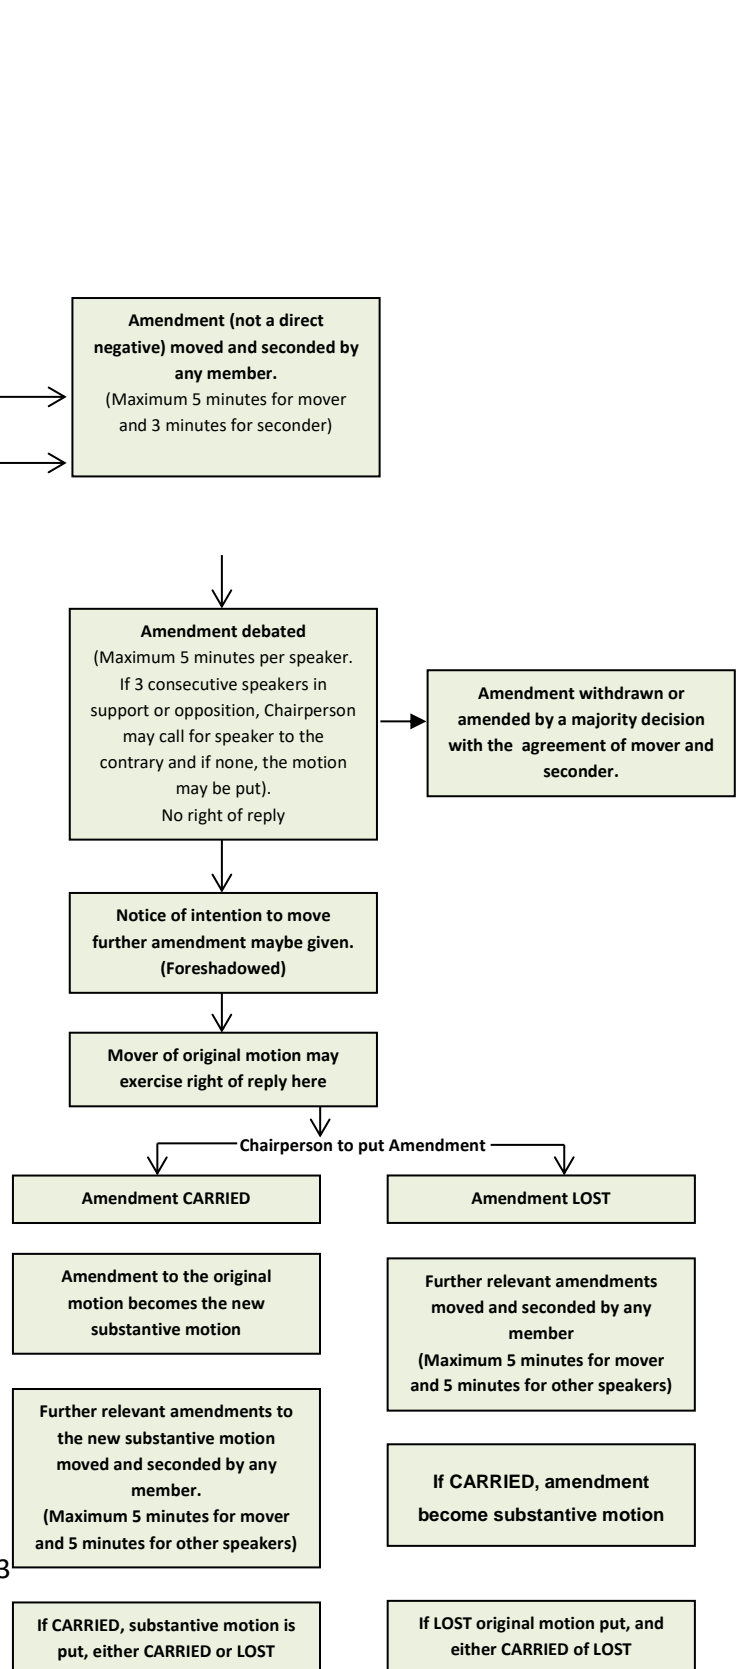 Amendment (not a direct
negative) moved and seconded by
any member.
(Maximum 5 minutes for mover
and 3 minutes for seconder)
Amendment debated
(Maximum 5 minutes per speaker.
If 3 consecutive speakers in
support or opposition, Chairperson
may call for speaker to the
contrary and if none, the motion
may be put).
No right of reply
Amendment withdrawn or
amended by a majority decision
with the agreement of mover and
seconder.
Notice of intention to move
further amendment maybe given.
(Foreshadowed)
Mover of original motion may
exercise right of reply here
Chairperson to put Amendment
Amendment CARRIED
Amendment to the original
motion becomes the new
substantive motion
Further relevant amendments to
the new substantive motion
moved and seconded by any
member.
(Maximum 5 minutes for mover
and 5 minutes for other speakers)
3
If CARRIED, substantive motion is
put, either CARRIED or LOST
Amendment LOST
Further relevant amendments
moved and seconded by any
member
(Maximum 5 minutes for mover
and 5 minutes for other speakers)
If CARRIED, amendment
become substantive motion
If LOST original motion put, and
either CARRIED of LOST